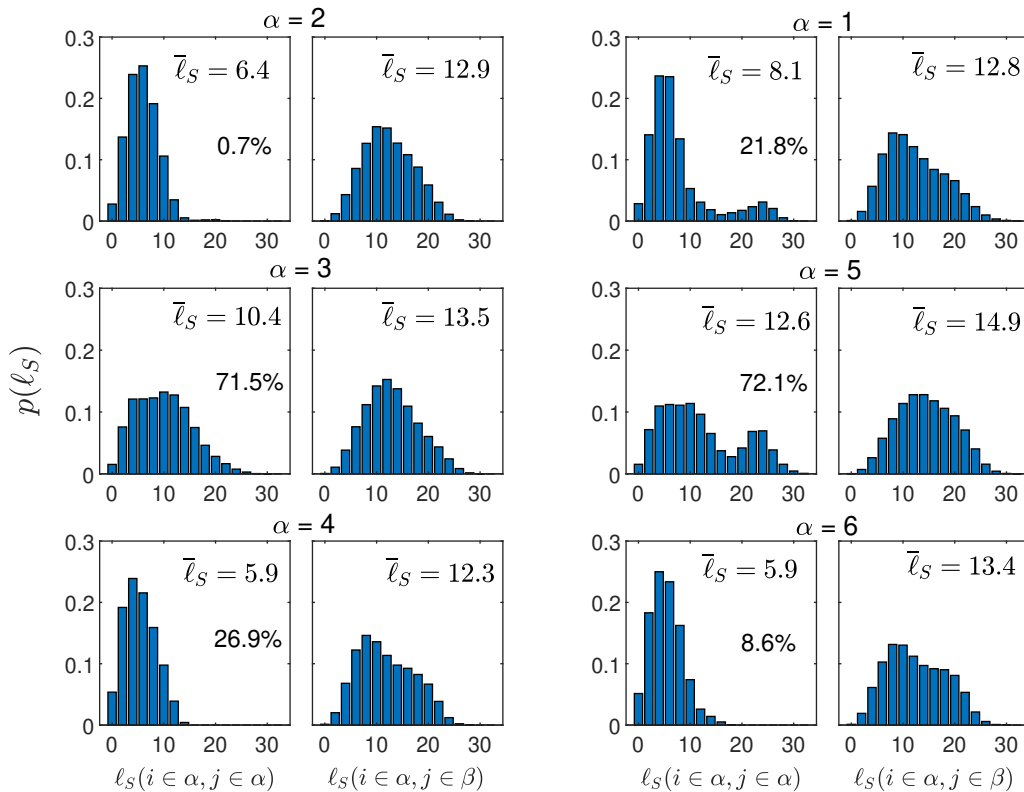 α = 2
α = 1
0.3
0.2
0.1
0
ℓ̅_S = 6.4
0.7%
ℓ̅_S = 12.9
0.3
0.2
0.1
0
ℓ̅_S = 8.1
21.8%
ℓ̅_S = 12.8
0 10 20 30
0 10 20 30
0 10 20 30
0 10 20 30
α = 3
α = 5
p(ℓ_S)
0.3
0.2
0.1
0
ℓ̅_S = 10.4
71.5%
ℓ̅_S = 13.5
0.3
0.2
0.1
0
ℓ̅_S = 12.6
72.1%
ℓ̅_S = 14.9
0 10 20 30
0 10 20 30
0 10 20 30
0 10 20 30
α = 4
α = 6
0.3
0.2
0.1
0
ℓ̅_S = 5.9
26.9%
ℓ̅_S = 12.3
0.3
0.2
0.1
0
ℓ̅_S = 5.9
8.6%
ℓ̅_S = 13.4
0 10 20 30
0 10 20 30
0 10 20 30
0 10 20 30
ℓ_S(i ∈ α, j ∈ α)
ℓ_S(i ∈ α, j ∈ β)
ℓ_S(i ∈ α, j ∈ α)
ℓ_S(i ∈ α, j ∈ β)